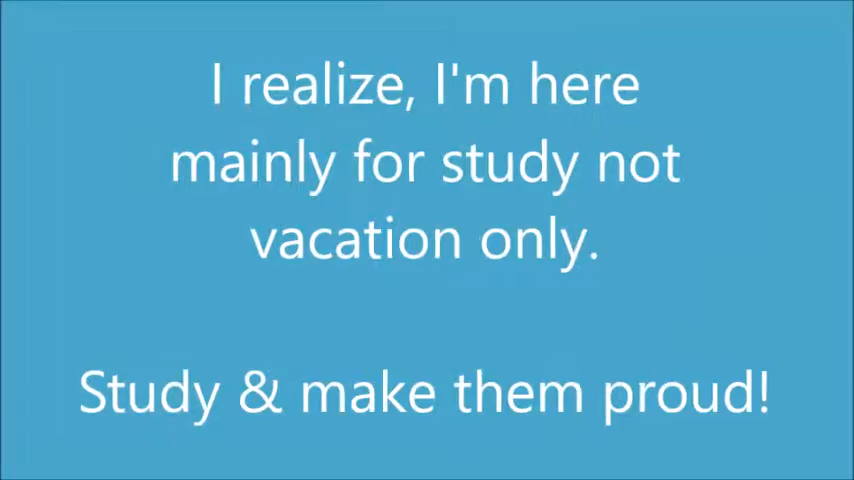 I realize, I'm here
mainly for study not
vacation only.
Study & make them proud!